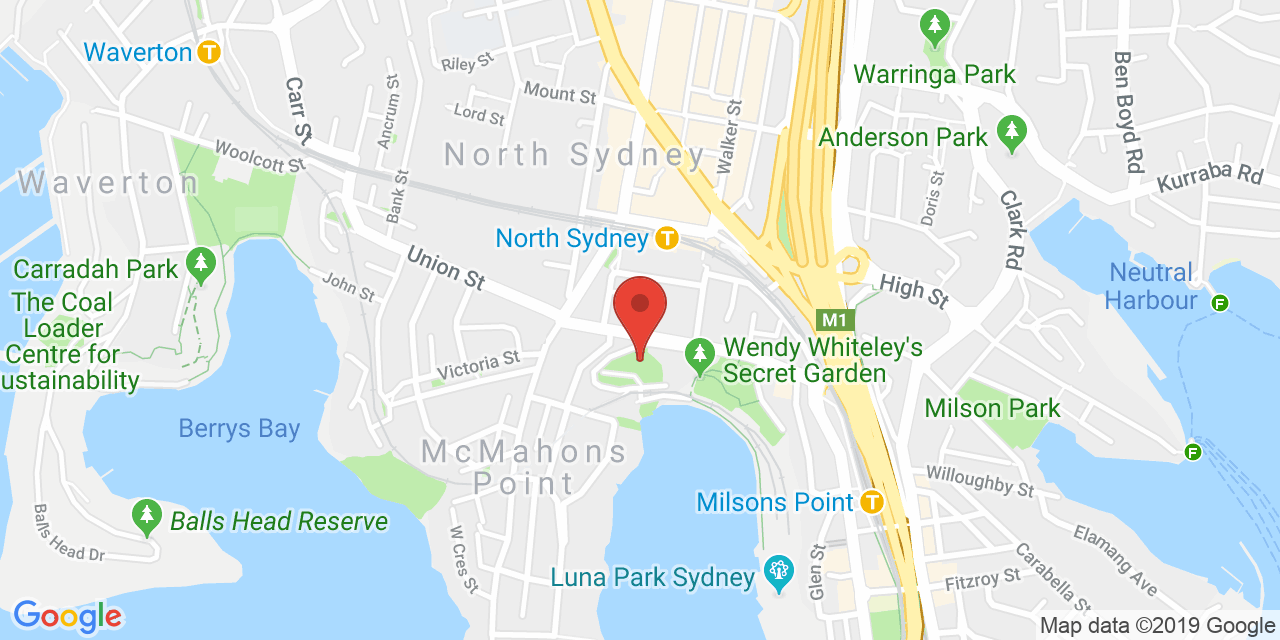 Waverton
Riley St
Mount St
Lord St
Ancrum St
Carr St
Woolcott St
Walker St
North Sydney
Warringa Park
Anderson Park
Ben Boyd Rd
Kurraba Rd
Doris St
Clark Rd
Waverton
Bank St
North Sydney
Carradah Park
John St
Union St
High St
Neutral
Harbour
The Coal
Loader
Centre for
ustainability
M1
Wendy Whiteley's
Secret Garden
Victoria St
Milson Park
Berrys Bay
McMahons
Point
Willoughby St
Milsons Point
Balls Head Reserve
Balls Head Dr
W Cres St
Elamang Ave
Luna Park Sydney
Glen St
Fitzroy St
Carabella St
Google
Map data ©2019 Google